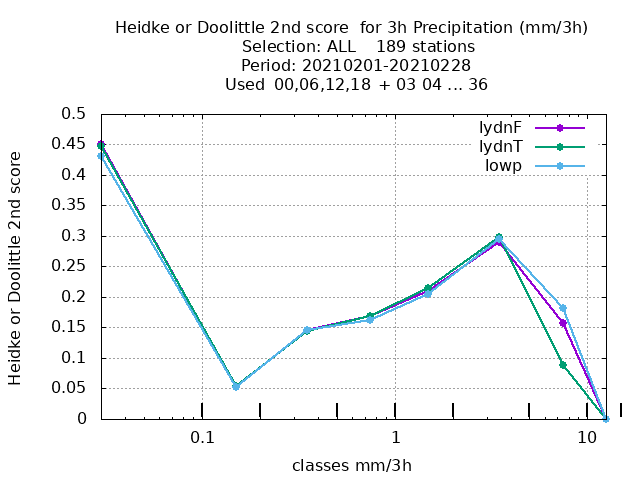 Heidke or Doolittle 2nd score  for 3h Precipitation (mm/3h)
Selection: ALL    189 stations
Period: 20210201-20210228
Used  00,06,12,18  + 03 04 ... 36
lydnF
lydnT
lowp
Heidke or Doolittle 2nd score
0.5
0.45
0.4
0.35
0.3
0.25
0.2
0.15
0.1
0.05
0
0.1 1 10
classes mm/3h